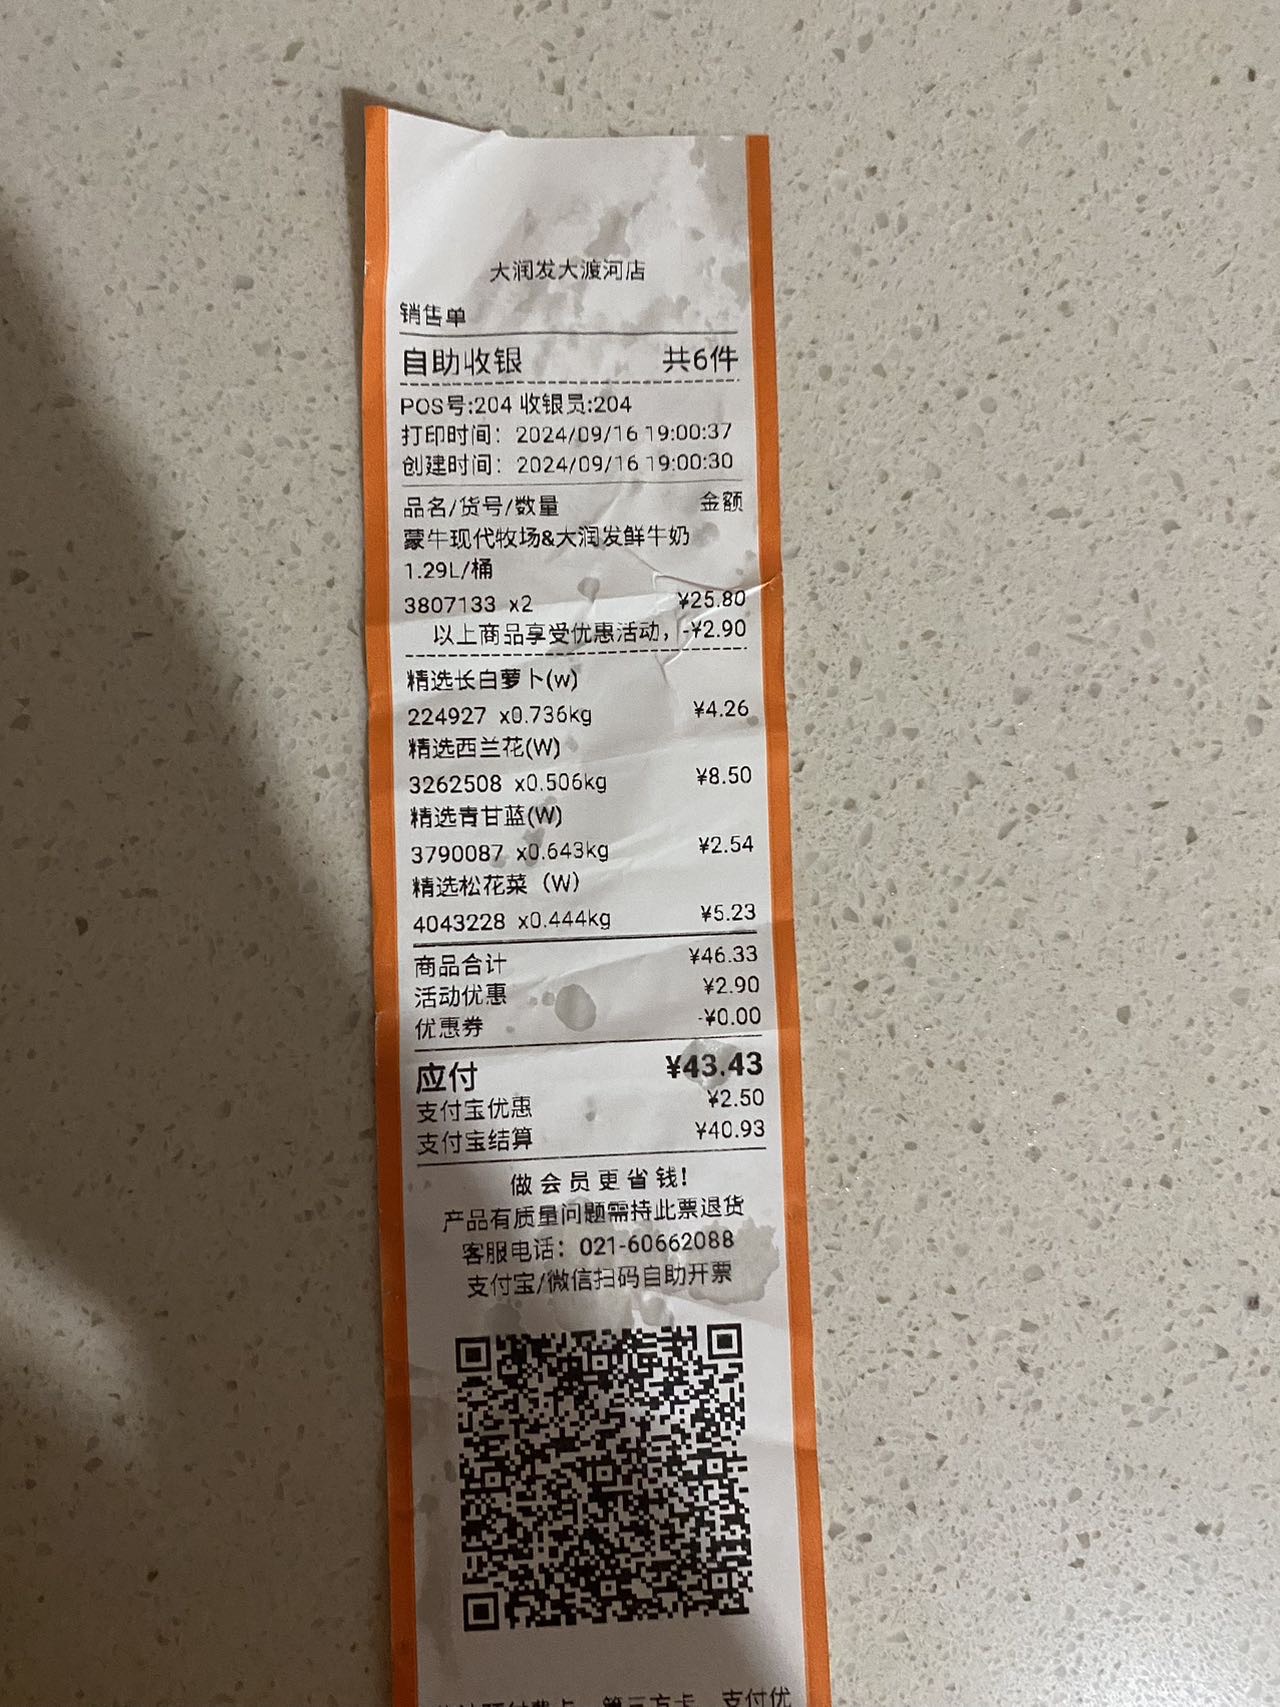 大润发大渡河店
销售单
自助收银 共6件
POS号:204 收银员:204
打印时间: 2024/09/16 19:00:37
创建时间: 2024/09/16 19:00:30
品名/货号/数量 金额
蒙牛现代牧场&大润发鲜牛奶
1.29L/桶
3807133 x2 ¥25.80
以上商品享受优惠活动, -¥2.90
精选长白萝卜(w)
224927 x0.736kg ¥4.26
精选西兰花(W)
3262508 x0.506kg ¥8.50
精选青甘蓝(W)
3790087 x0.643kg ¥2.54
精选松花菜（W）
4043228 x0.444kg ¥5.23
商品合计 ¥46.33
活动优惠 ¥2.90
优惠券 -¥0.00
应付 ¥43.43
支付宝优惠 ¥2.50
支付宝结算 ¥40.93
做会员更省钱!
产品有质量问题需持此票退货
客服电话: 021-60662088
支付宝/微信扫码自助开票
第三方卡、支付优